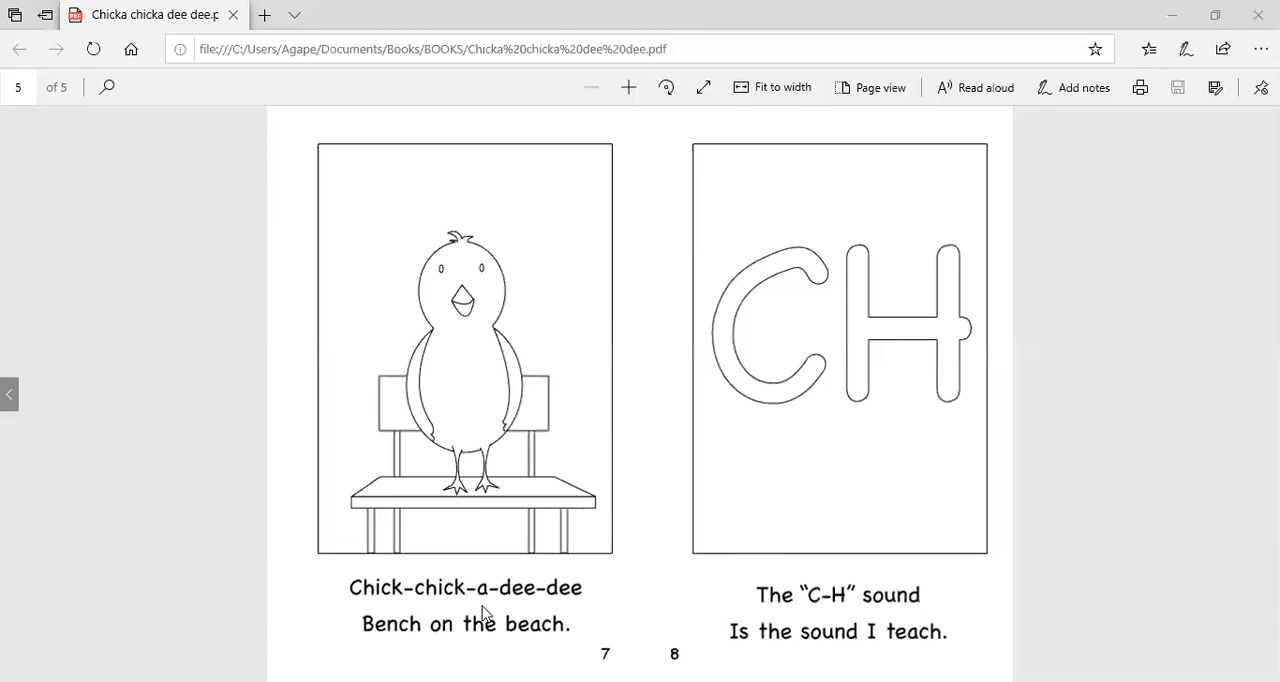 Chicka chicka dee dee.p
file:///C:/Users/Agape/Documents/Books/BOOKS/Chicka%20chicka%20dee%20dee.pdf
5 of 5 Fit to width Page view Read aloud Add notes
CH
Chick-chick-a-dee-dee
Bench on the beach.
7
The "C-H" sound
Is the sound I teach.
8